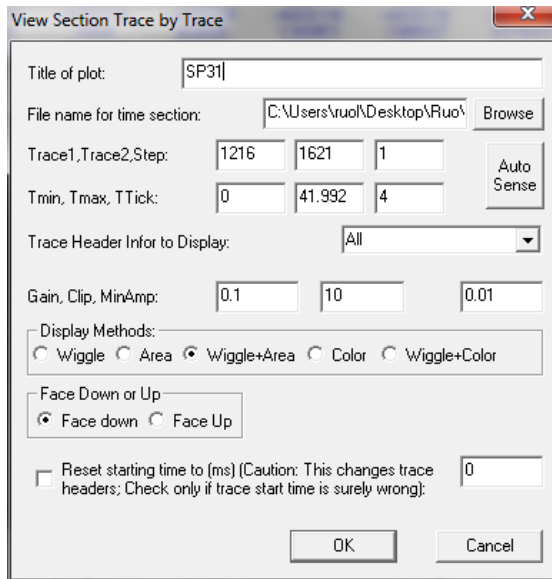 View Section Trace by Trace
Title of plot: SP31
File name for time section: C:\Users\ruol\Desktop\Ruo\ Browse
Trace1,Trace2,Step: 1216 1621 1
Auto Sense
Tmin, Tmax, TTick: 0 41.992 4
Trace Header Infor to Display: All
Gain, Clip, MinAmp: 0.1 10 0.01
Display Methods:
Wiggle Area Wiggle+Area Color Wiggle+Color
Face Down or Up
Face down Face Up
Reset starting time to (ms) (Caution: This changes trace 0
headers; Check only if trace start time is surely wrong):
OK Cancel